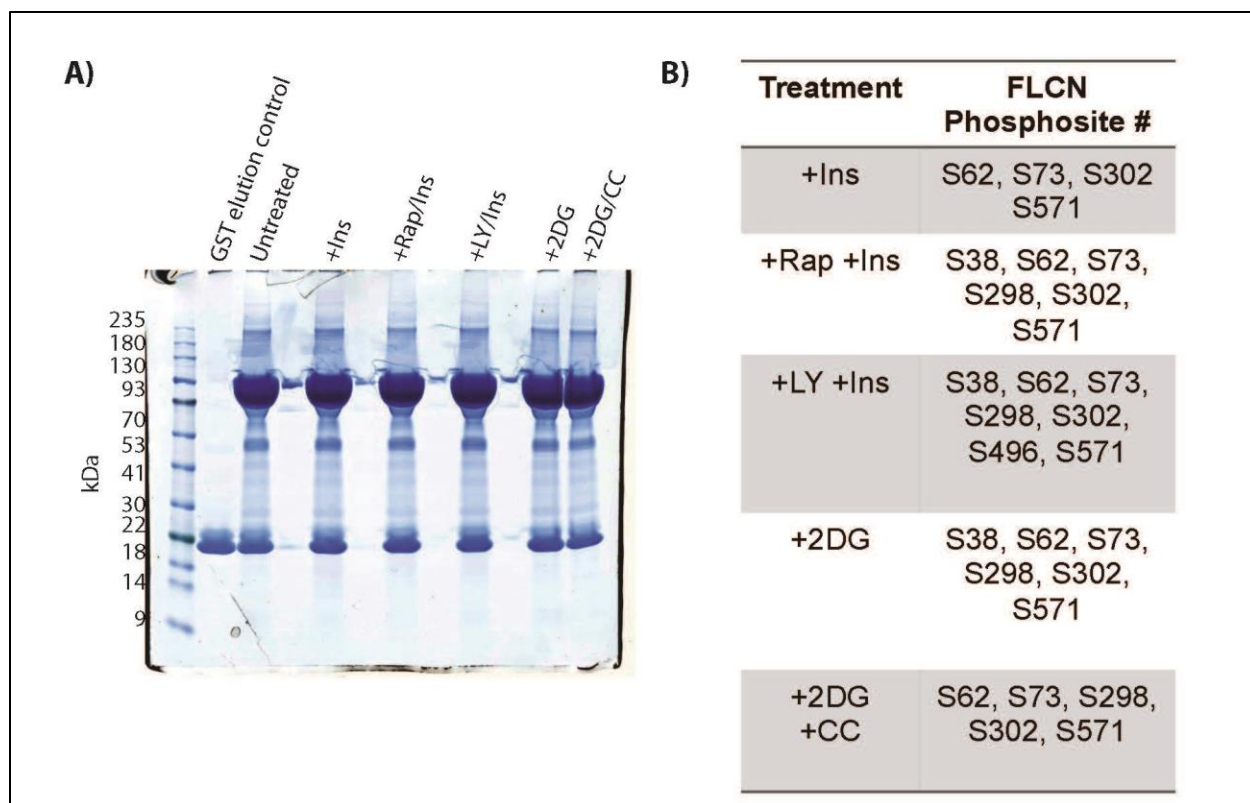 A)
GST elution control
Untreated
+Ins
+Rap/Ins
+LY/Ins
+2DG
+2DG/CC
kDa
235
180
130
93
70
53
41
30
22
18
14
9
B)
Treatment
FLCN
Phosphosite #
+Ins
S62, S73, S302
S571
+Rap +Ins
S38, S62, S73,
S298, S302,
S571
+LY +Ins
S38, S62, S73,
S298, S302,
S496, S571
+2DG
S38, S62, S73,
S298, S302,
S571
+2DG
+CC
S62, S73, S298,
S302, S571